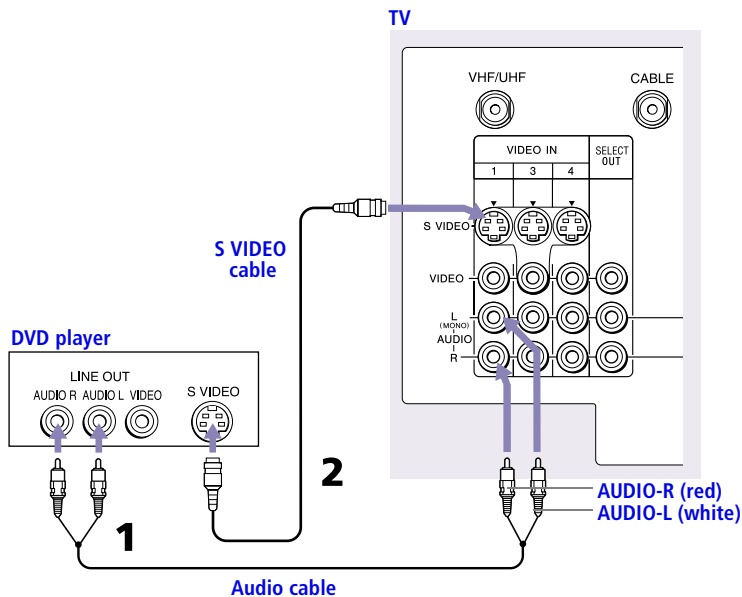 TV
VHF/UHF
CABLE
VIDEO IN
SELECT
OUT
1 3 4
S VIDEO
VIDEO
L
(MONO)
AUDIO
R
S VIDEO
cable
DVD player
LINE OUT
AUDIO R AUDIO L VIDEO
S VIDEO
2
1
AUDIO-R (red)
AUDIO-L (white)
Audio cable